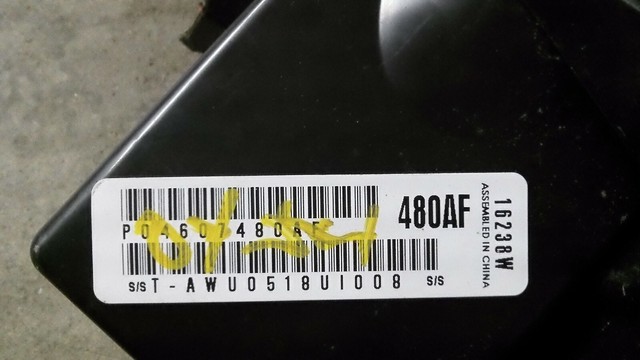 P04607480AF
480AF
S/S T-AWU0518UI008 S/S
ASSEMBLED IN CHINA
16238W